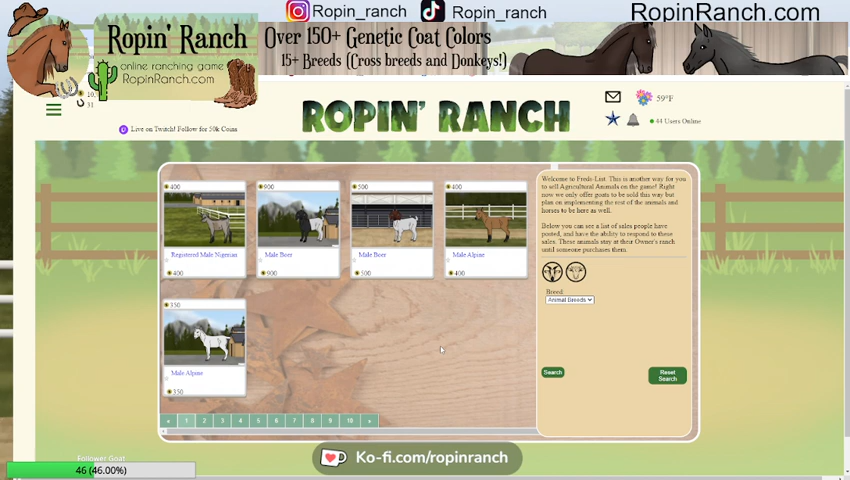 Ropin_ranch
Ropin_ranch
RopinRanch.com
Ropin' Ranch
online ranching game
RopinRanch.com
Over 150+ Genetic Coat Colors
15+ Breeds (Cross breeds and Donkeys!)
31
Live on Twitch! Follow for 50k Coins
ROPIN' RANCH
59°F
44 Users Online
400
Registered Male Nigerian
400
900
Male Boer
900
500
Male Boer
500
400
Male Alpine
400
350
Male Alpine
350
« 1 2 3 4 5 6 7 8 9 10 »
Welcome to Freds-List. This is another way for you
to sell Agricultural Animals on the game! Right
now we only offer goats to be sold this way but
plan on implementing the rest of the animals and
horses to be here as well.
Below you can see a list of sales people have
posted, and have the ability to respond to these
sales. These animals stay at their Owner's ranch
until someone purchases them.
Breed:
Animal Breeds
Search
Reset
Search
Ko-fi.com/ropinranch
Follower Goat
46 (46.00%)